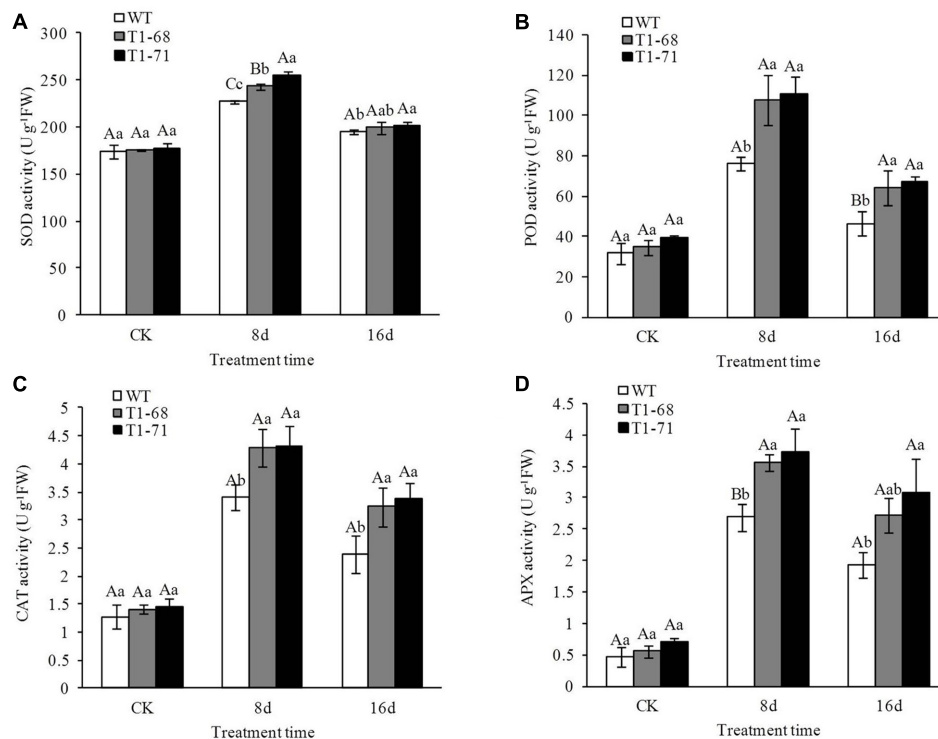 A
WT
T1-68
T1-71
SOD activity (U g⁻¹FW)
300
250
200
150
100
50
0
Aa Aa Aa
Cc Bb Aa
Ab Aab Aa
CK 8d 16d
Treatment time
B
WT
T1-68
T1-71
POD activity (U g⁻¹FW)
140
120
100
80
60
40
20
0
Aa Aa Aa
Ab Aa Aa
Bb Aa Aa
CK 8d 16d
Treatment time
C
WT
T1-68
T1-71
CAT activity (U g⁻¹FW)
5
4.5
4
3.5
3
2.5
2
1.5
1
0.5
0
Aa Aa Aa
Ab Aa Aa
Ab Aa Aa
CK 8d 16d
Treatment time
D
WT
T1-68
T1-71
APX activity (U g⁻¹FW)
4.5
4
3.5
3
2.5
2
1.5
1
0.5
0
Aa Aa Aa
Bb Aa Aa
Ab Aab Aa
CK 8d 16d
Treatment time